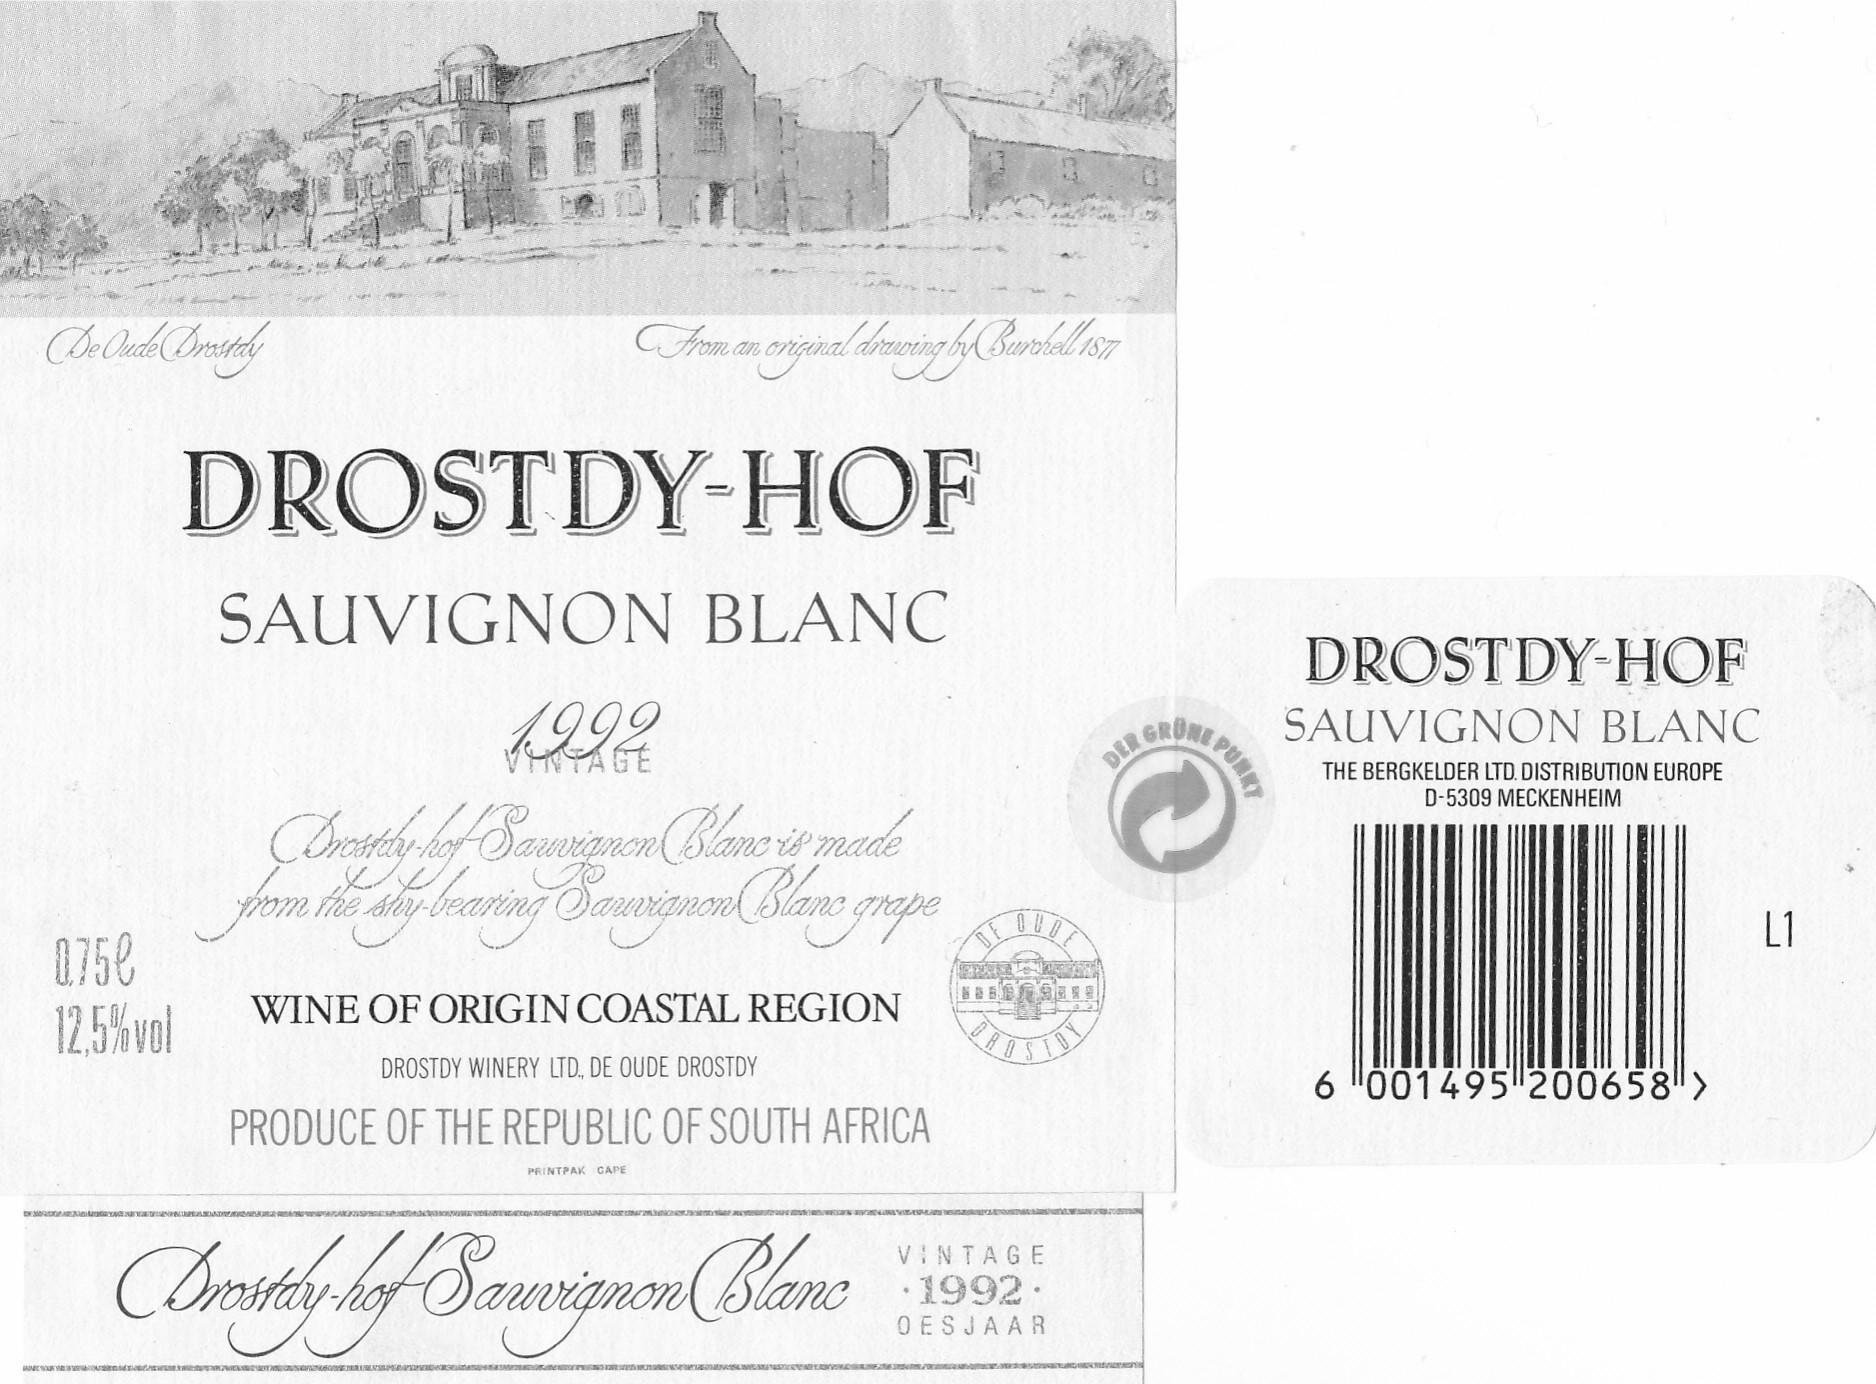 De Oude Drostdy
From an original drawing by Burchell 1877
DROSTDY-HOF
SAUVIGNON BLANC
1992
VINTAGE
Drostdy-hof Sauvignon Blanc is made
from the shy-bearing Sauvignon Blanc grape
0,75ℓ
12,5% vol
DE OUDE
DROSTDY
WINE OF ORIGIN COASTAL REGION
DROSTDY WINERY LTD., DE OUDE DROSTDY
PRODUCE OF THE REPUBLIC OF SOUTH AFRICA
PRINTPAK CAPE
Drostdy-hof Sauvignon Blanc
VINTAGE
·1992·
OESJAAR
DER GRÜNE PUNKT
DROSTDY-HOF
SAUVIGNON BLANC
THE BERGKELDER LTD. DISTRIBUTION EUROPE
D-5309 MECKENHEIM
L1
6 001495 200658 >